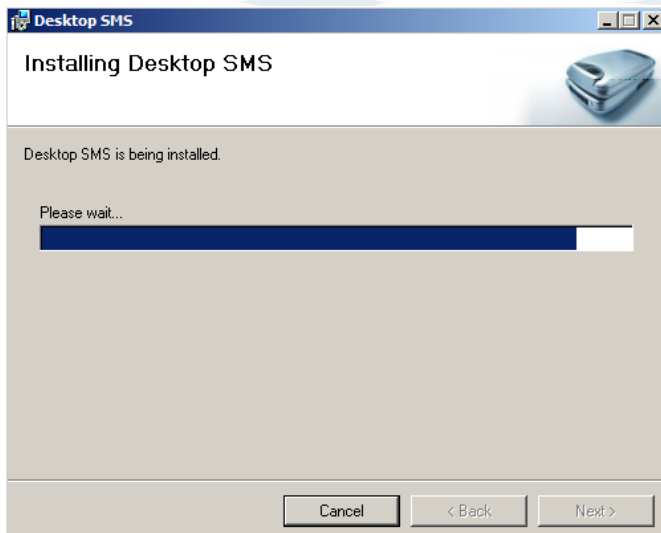 Desktop SMS
Installing Desktop SMS
Desktop SMS is being installed.
Please wait...
Cancel
< Back
Next >